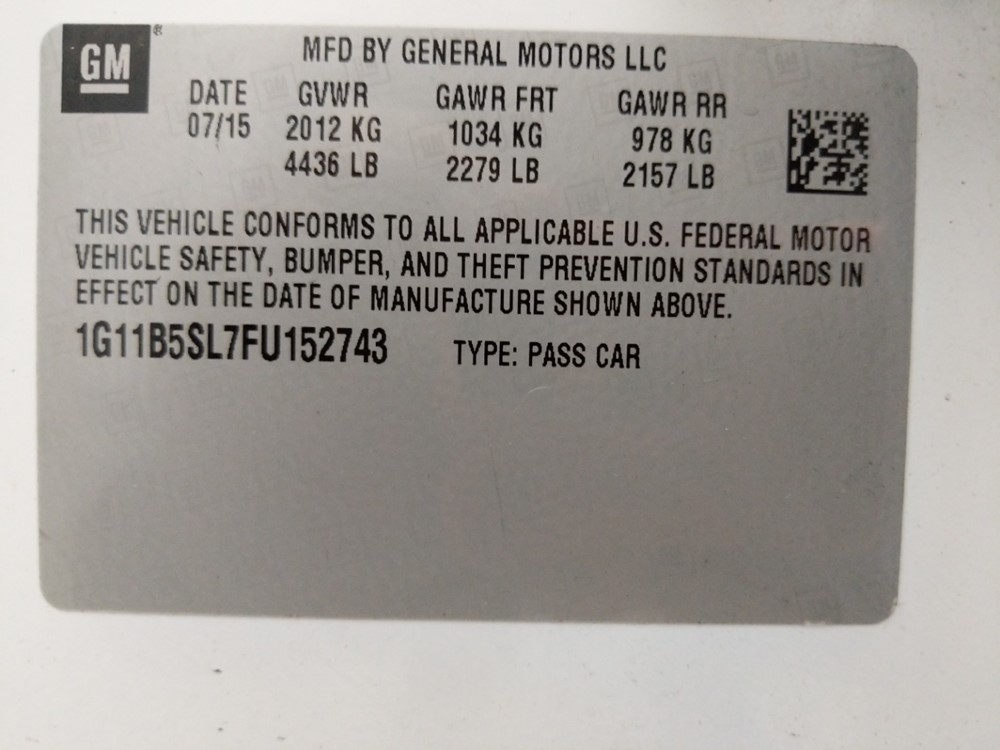 GM ®
MFD BY GENERAL MOTORS LLC
DATE GVWR GAWR FRT GAWR RR
07/15 2012 KG 1034 KG 978 KG
4436 LB 2279 LB 2157 LB
THIS VEHICLE CONFORMS TO ALL APPLICABLE U.S. FEDERAL MOTOR
VEHICLE SAFETY, BUMPER, AND THEFT PREVENTION STANDARDS IN
EFFECT ON THE DATE OF MANUFACTURE SHOWN ABOVE.
1G11B5SL7FU152743 TYPE: PASS CAR